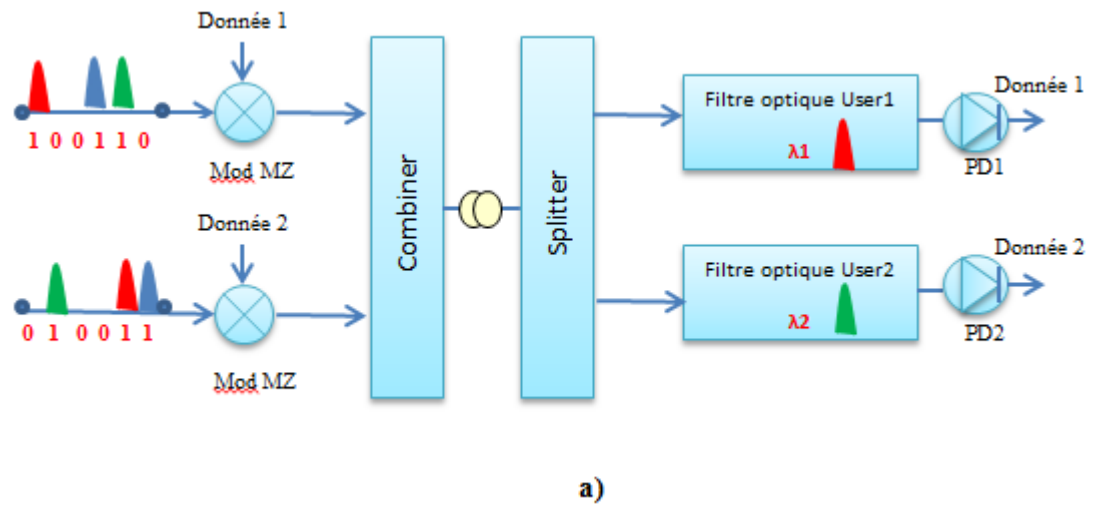 Donnée 1
1 0 0 1 1 0
Mod MZ
Donnée 2
0 1 0 0 1 1
Mod MZ
Combiner
Splitter
Filtre optique User1
λ1
Donnée 1
PD1
Filtre optique User2
λ2
Donnée 2
PD2
a)